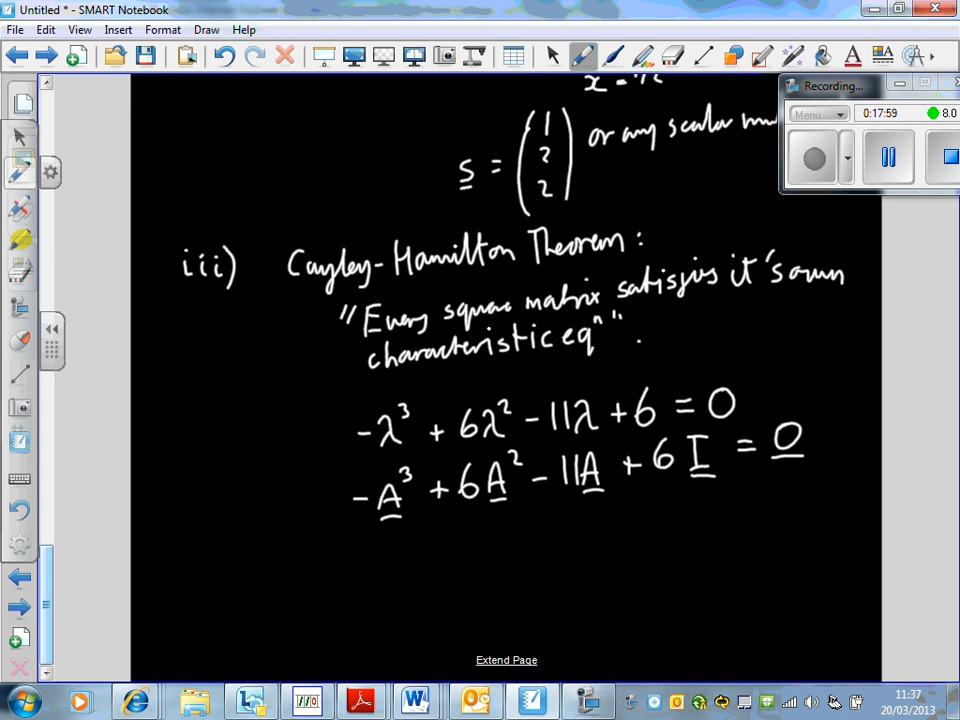 Untitled * - SMART Notebook
File Edit View Insert Format Draw Help
Recording...
Menu
0:17:59
8.0
or any scalar
s = (1 2 2)
iii) Cayley-Hamilton Theorem:
"Every square matrix satisfies it's own
characteristic eqⁿ".
-λ³ + 6λ² - 11λ + 6 = 0
-A³ + 6A² - 11A + 6 I = 0
Extend Page
11:37
20/03/2013